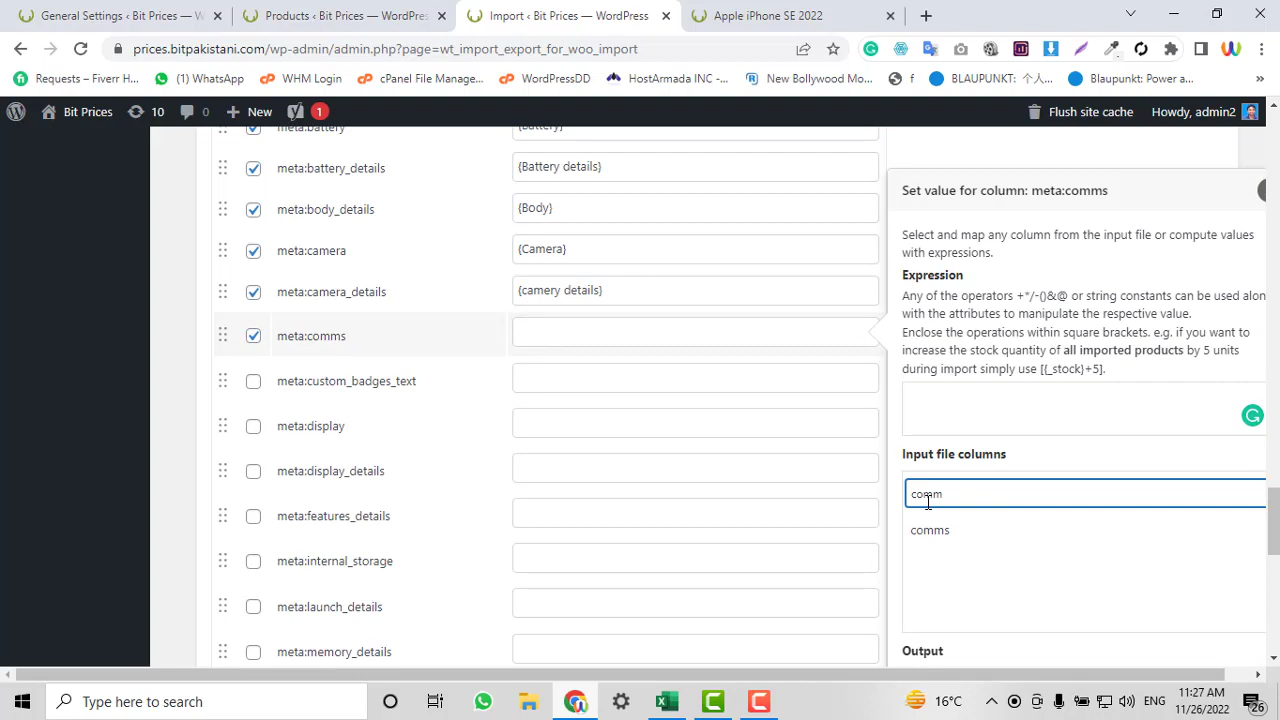 General Settings ‹ Bit Prices — W
Products ‹ Bit Prices — WordPres
Import ‹ Bit Prices — WordPress
Apple iPhone SE 2022
prices.bitpakistani.com/wp-admin/admin.php?page=wt_import_export_for_woo_import
Requests – Fiverr H...
(1) WhatsApp
WHM Login
cPanel File Manage...
WordPressDD
HostArmada INC -...
New Bollywood Mo...
f
BLAUPUNKT: 个人...
Blaupunkt: Power a...
Bit Prices
10
0
New
1
Flush site cache
Howdy, admin2
meta:battery
{Battery}
meta:battery_details
{Battery details}
meta:body_details
{Body}
meta:camera
{Camera}
meta:camera_details
{camery details}
meta:comms
meta:custom_badges_text
meta:display
meta:display_details
meta:features_details
meta:internal_storage
meta:launch_details
meta:memory_details
Set value for column: meta:comms
Select and map any column from the input file or compute values
with expressions.
Expression
Any of the operators +*/-()&@ or string constants can be used alon
with the attributes to manipulate the respective value.
Enclose the operations within square brackets. e.g. if you want to
increase the stock quantity of all imported products by 5 units
during import simply use [{_stock}+5].
Input file columns
comm
comms
Output
Type here to search
16°C
ENG
11:27 AM
11/26/2022
26